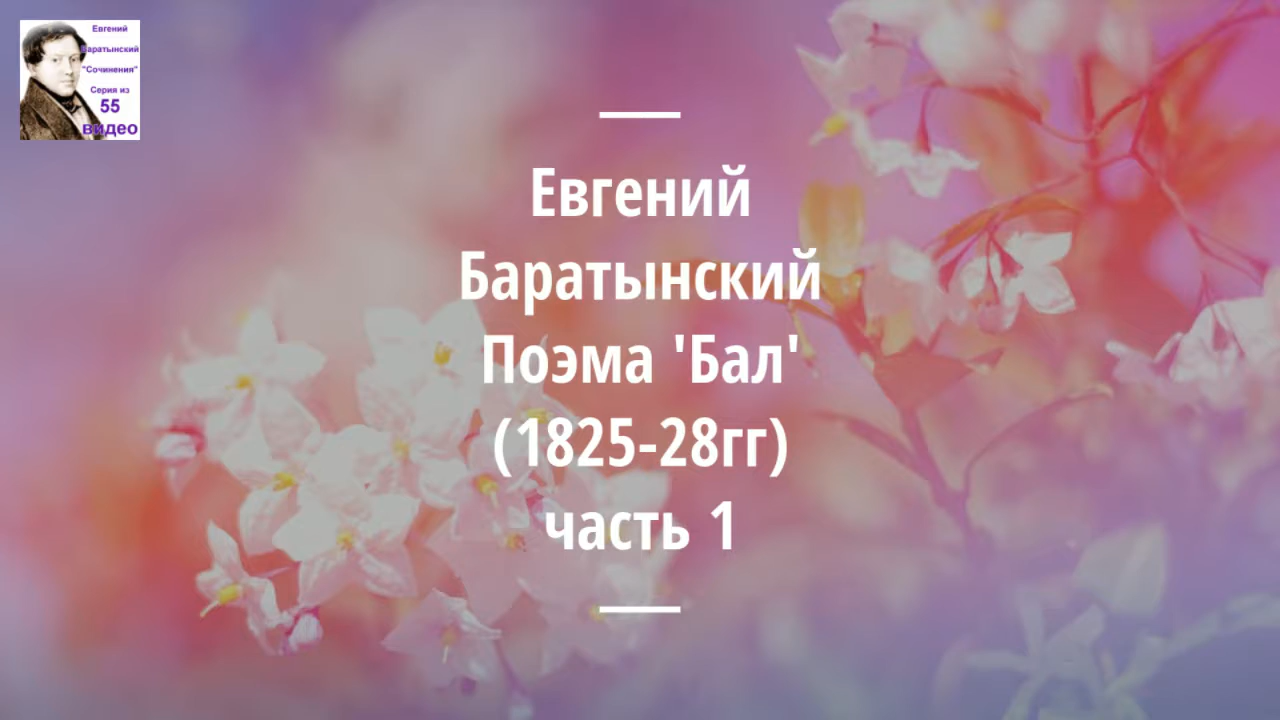 Евгений
Баратынский
"Сочинения"
Серия из
55
видео
Евгений
Баратынский
Поэма 'Бал'
(1825-28гг)
часть 1